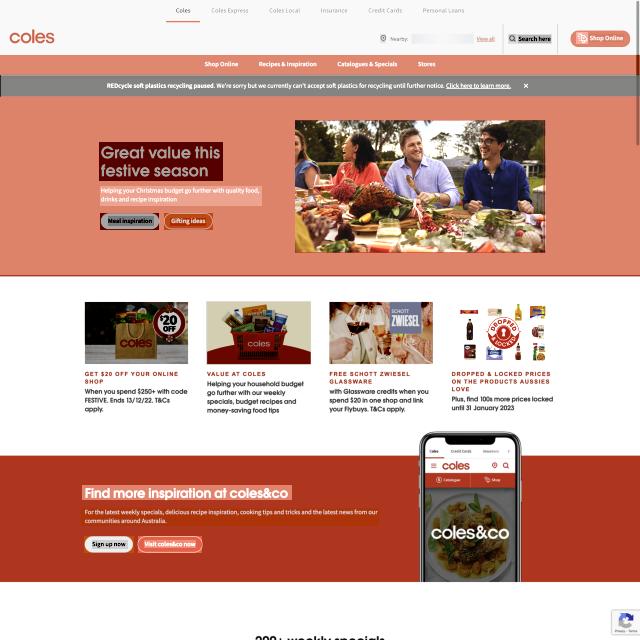 Coles Coles Express Coles Local Insurance Credit Cards Personal Loans
coles Nearby: View all Search here Shop Online
Shop Online Recipes & Inspiration Catalogues & Specials Stores
REDcycle soft plastics recycling paused. We're sorry but we currently can't accept soft plastics for recycling until further notice. Click here to learn more. ×
Great value this
festive season
Helping your Christmas budget go further with quality food,
drinks and recipe inspiration
Meal inspiration Gifting ideas
$20
OFF
coles
GET $20 OFF YOUR ONLINE
SHOP
When you spend $250+ with code
FESTIVE. Ends 13/12/22. T&Cs
apply.
coles
VALUE AT COLES
Helping your household budget
go further with our weekly
specials, budget recipes and
money-saving food tips
SCHOTT
ZWIESEL
FREE SCHOTT ZWIESEL
GLASSWARE
with Glassware credits when you
spend $20 in one shop and link
your Flybuys. T&Cs apply.
DROPPED
& LOCKED
DROPPED & LOCKED PRICES
ON THE PRODUCTS AUSSIES
LOVE
Plus, find 100s more prices locked
until 31 January 2023
Find more inspiration at coles&co
For the latest weekly specials, delicious recipe inspiration, cooking tips and tricks and the latest news from our
communities around Australia.
Sign up now Visit coles&co now
Coles Credit Cards
coles
Catalogue Shop
coles&co
Privacy - Terms
200+ weekly specials